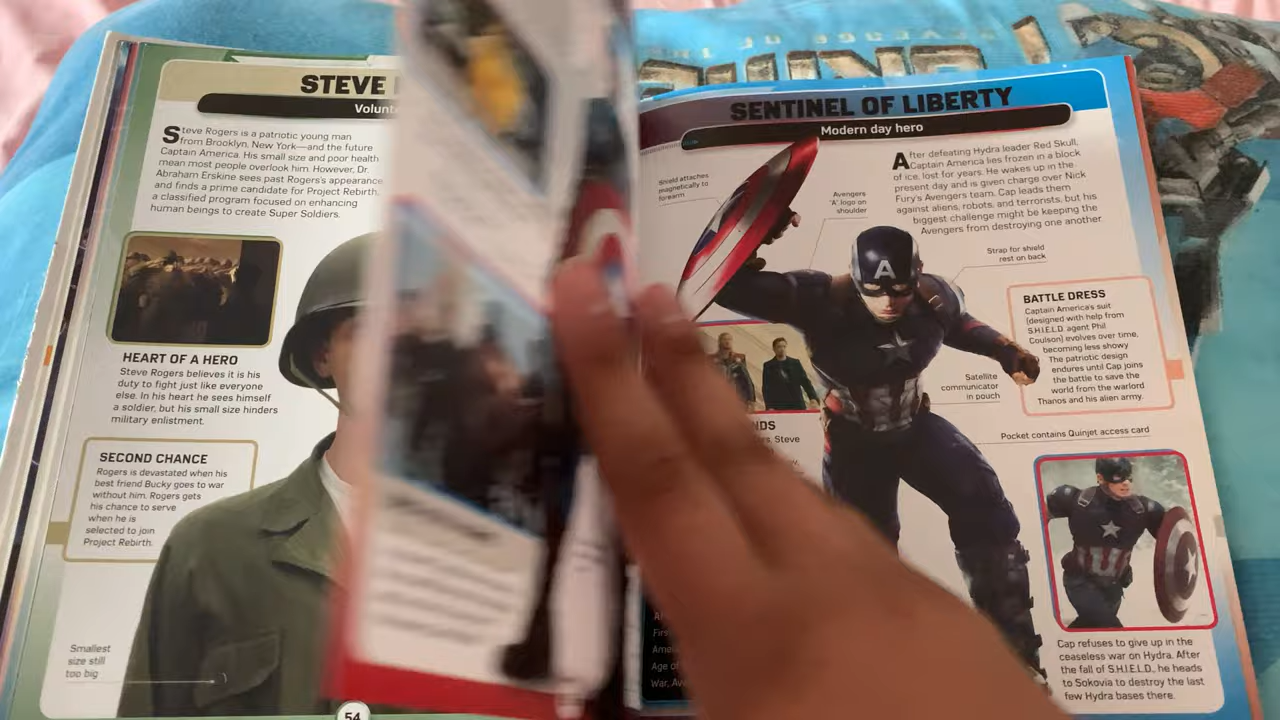 STEVE
Steve Rogers is a patriotic young man
from Brooklyn, New York—and the future
Captain America. His small size and poor health
mean most people overlook him. However, Dr.
Abraham Erskine sees past Rogers's appearance
and finds a prime candidate for Project Rebirth,
a classified program focused on enhancing
human beings to create Super Soldiers.
HEART OF A HERO
Steve Rogers believes it is his
duty to fight just like everyone
else. In his heart he sees himself
a soldier, but his small size hinders
military enlistment.
SECOND CHANCE
Rogers is devastated when his
best friend Bucky goes to war
without him. Rogers gets
his chance to serve
when he is
selected to join
Project Rebirth.
Smallest
size still
too big
54
SENTINEL OF LIBERTY
Modern day hero
After defeating Hydra leader Red Skull,
Captain America lies frozen in a block
of ice, lost for years. He wakes up in the
present day and is given charge over Nick
Fury's Avengers team. Cap leads them
against aliens, robots, and terrorists, but his
biggest challenge might be keeping the
Avengers from destroying one another
Shield attaches
magnetically to
forearm
Avengers
'A' logo on
shoulder
Strap for shield
rest on back
A
BATTLE DRESS
Captain America's suit
(designed with help from
S.H.I.E.L.D. agent Phil
Coulson) evolves over time,
becoming less showy
The patriotic design
endures until Cap joins
the battle to save the
world from the warlord
Thanos and his alien army.
Satellite
communicator
in pouch
Steve
Pocket contains Quinjet access card
Cap refuses to give up in the
ceaseless war on Hydra. After
the fall of S.H.I.E.L.D., he heads
to Sokovia to destroy the last
few Hydra bases there.
Age of
War,